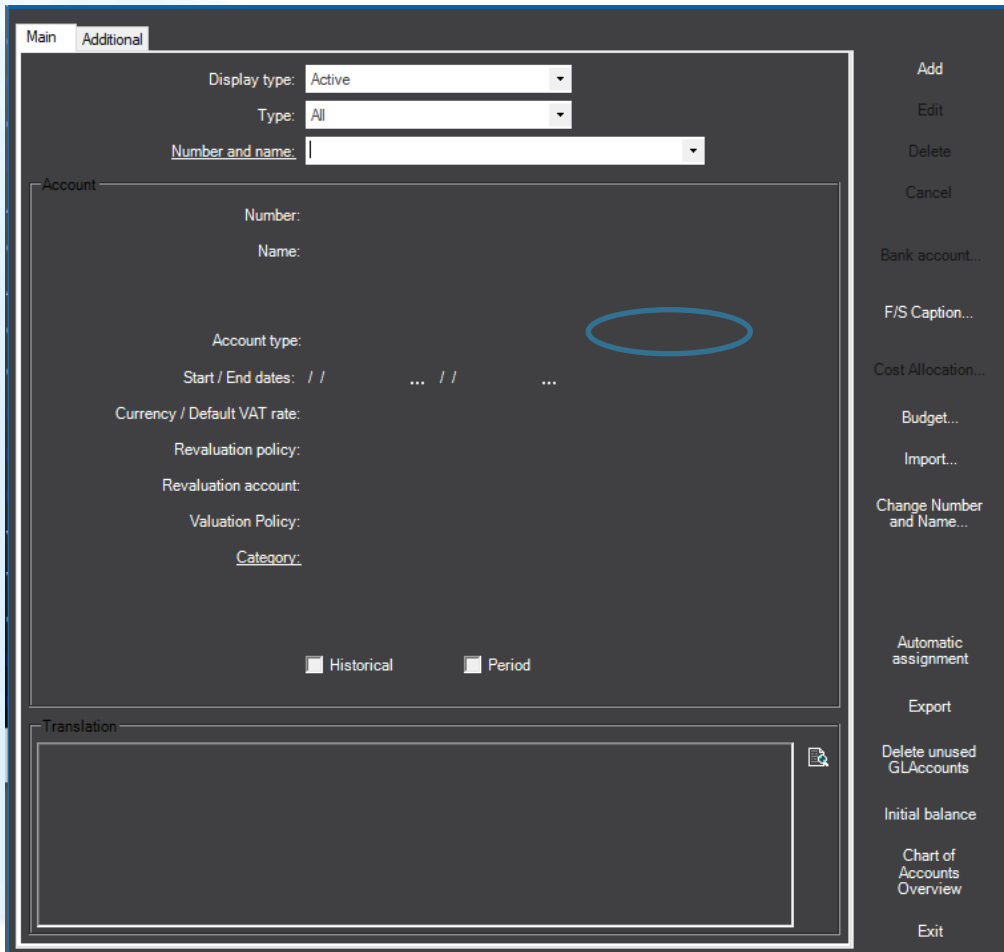 Main
Additional
Display type: Active
Type: All
Number and name:
Account
Number:
Name:
Account type:
Start / End dates: / / ... / / ...
Currency / Default VAT rate:
Revaluation policy:
Revaluation account:
Valuation Policy:
Category:
Historical
Period
Translation
Add
Edit
Delete
Cancel
Bank account...
F/S Caption...
Cost Allocation...
Budget...
Import...
Change Number
and Name...
Automatic
assignment
Export
Delete unused
GLAccounts
Initial balance
Chart of
Accounts
Overview
Exit